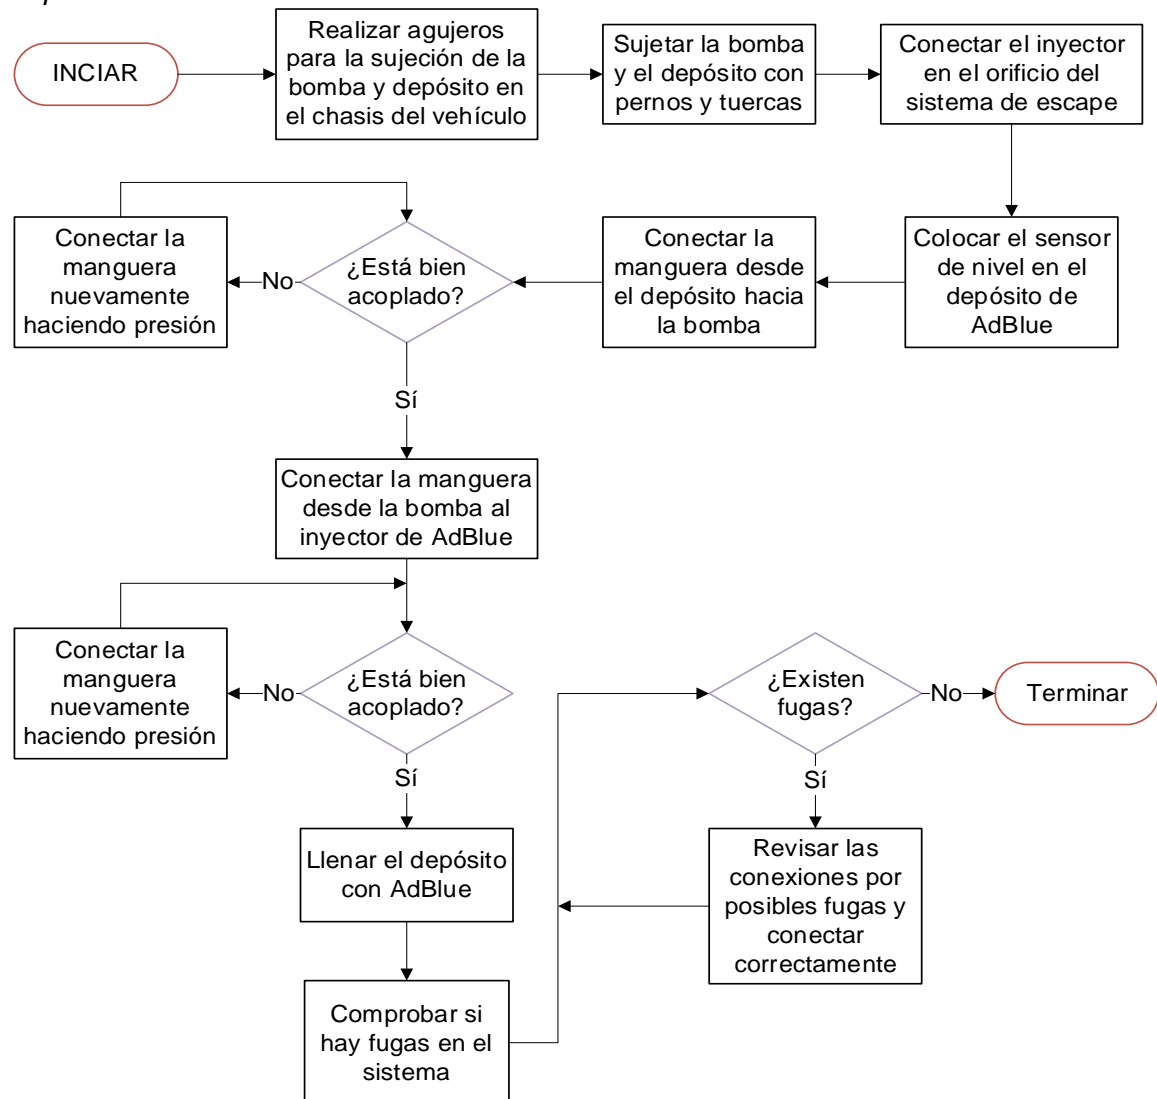 INCIAR
Realizar agujeros
para la sujeción de la
bomba y depósito en
el chasis del vehículo
Sujetar la bomba
y el depósito con
pernos y tuercas
Conectar el inyector
en el orificio del
sistema de escape
Colocar el sensor
de nivel en el
depósito de
AdBlue
Conectar la
manguera desde
el depósito hacia
la bomba
¿Está bien
acoplado?
No
Conectar la
manguera
nuevamente
haciendo presión
Sí
Conectar la manguera
desde la bomba al
inyector de AdBlue
¿Está bien
acoplado?
No
Conectar la
manguera
nuevamente
haciendo presión
Sí
Llenar el depósito
con AdBlue
Comprobar si
hay fugas en el
sistema
¿Existen
fugas?
No
Terminar
Sí
Revisar las
conexiones por
posibles fugas y
conectar
correctamente